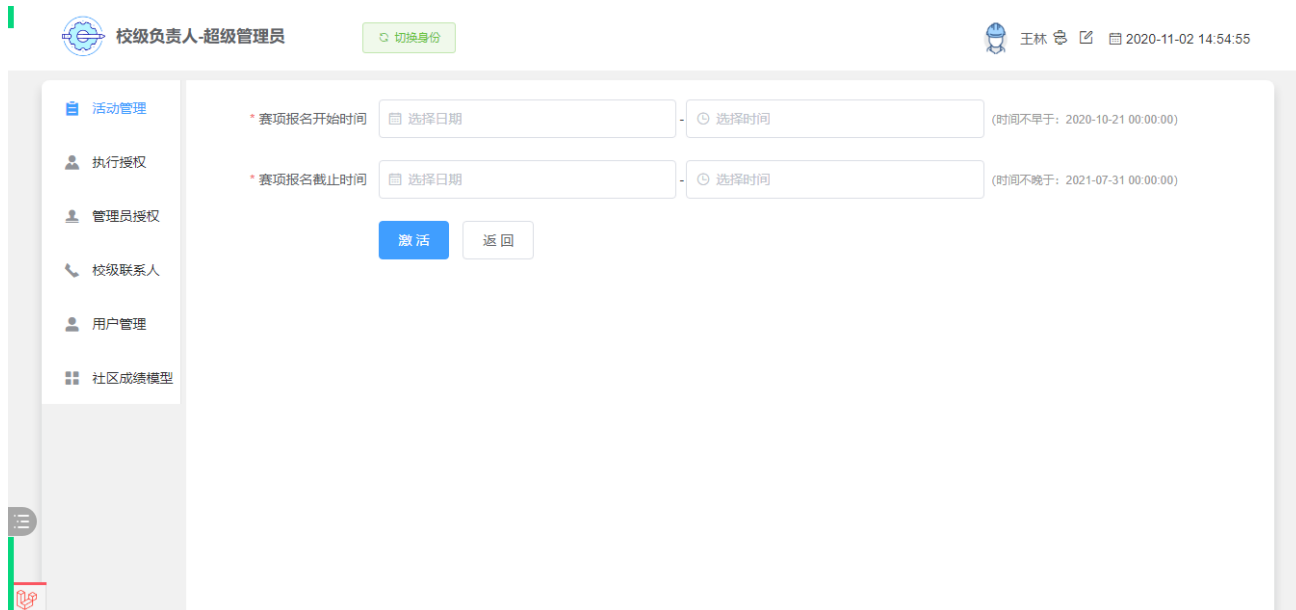 校级负责人-超级管理员
切换身份
王林
2020-11-02 14:54:55
活动管理
执行授权
管理员授权
校级联系人
用户管理
社区成绩模型
* 赛项报名开始时间 选择日期 - 选择时间 (时间不早于：2020-10-21 00:00:00)
* 赛项报名截止时间 选择日期 - 选择时间 (时间不晚于：2021-07-31 00:00:00)
激活 返回